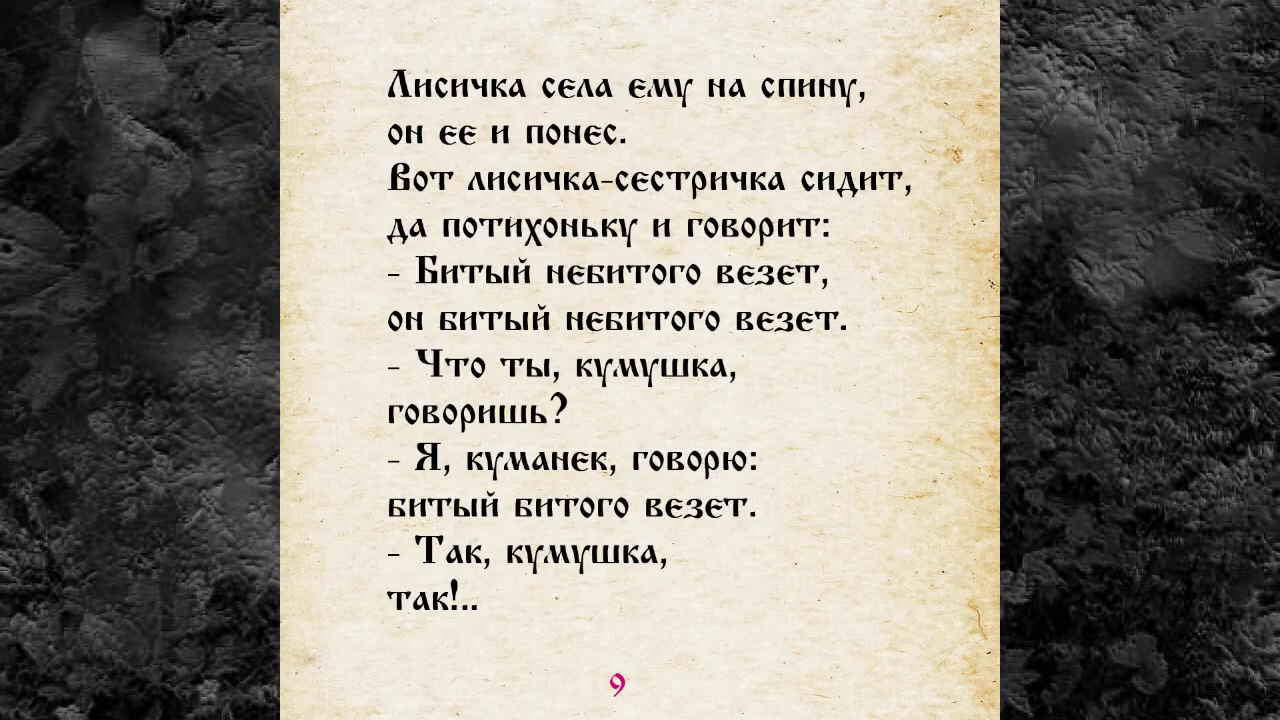 Лисичка села ему на спину,
он ее и понес.
Вот лисичка-сестричка сидит,
да потихоньку и говорит:
- Битый небитого везет,
он битый небитого везет.
- Что ты, кумушка,
говоришь?
- Я, куманек, говорю:
битый битого везет.
- Так, кумушка,
так!..
9